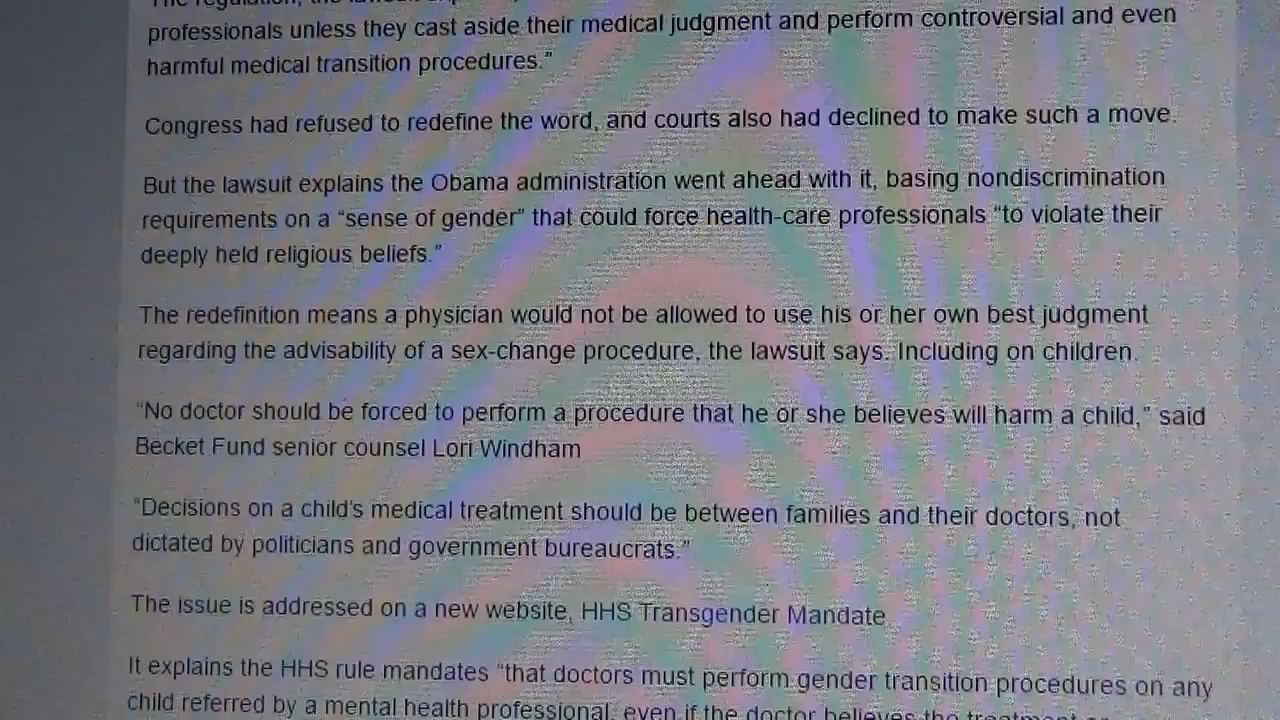 The regulation, the lawsuit
professionals unless they cast aside their medical judgment and perform controversial and even
harmful medical transition procedures.”
Congress had refused to redefine the word, and courts also had declined to make such a move.
But the lawsuit explains the Obama administration went ahead with it, basing nondiscrimination
requirements on a “sense of gender” that could force health-care professionals “to violate their
deeply held religious beliefs.”
The redefinition means a physician would not be allowed to use his or her own best judgment
regarding the advisability of a sex-change procedure, the lawsuit says. Including on children.
“No doctor should be forced to perform a procedure that he or she believes will harm a child,” said
Becket Fund senior counsel Lori Windham
“Decisions on a child's medical treatment should be between families and their doctors, not
dictated by politicians and government bureaucrats.”
The issue is addressed on a new website, HHS Transgender Mandate
It explains the HHS rule mandates “that doctors must perform gender transition procedures on any
child referred by a mental health professional, even if the doctor believes the treatment